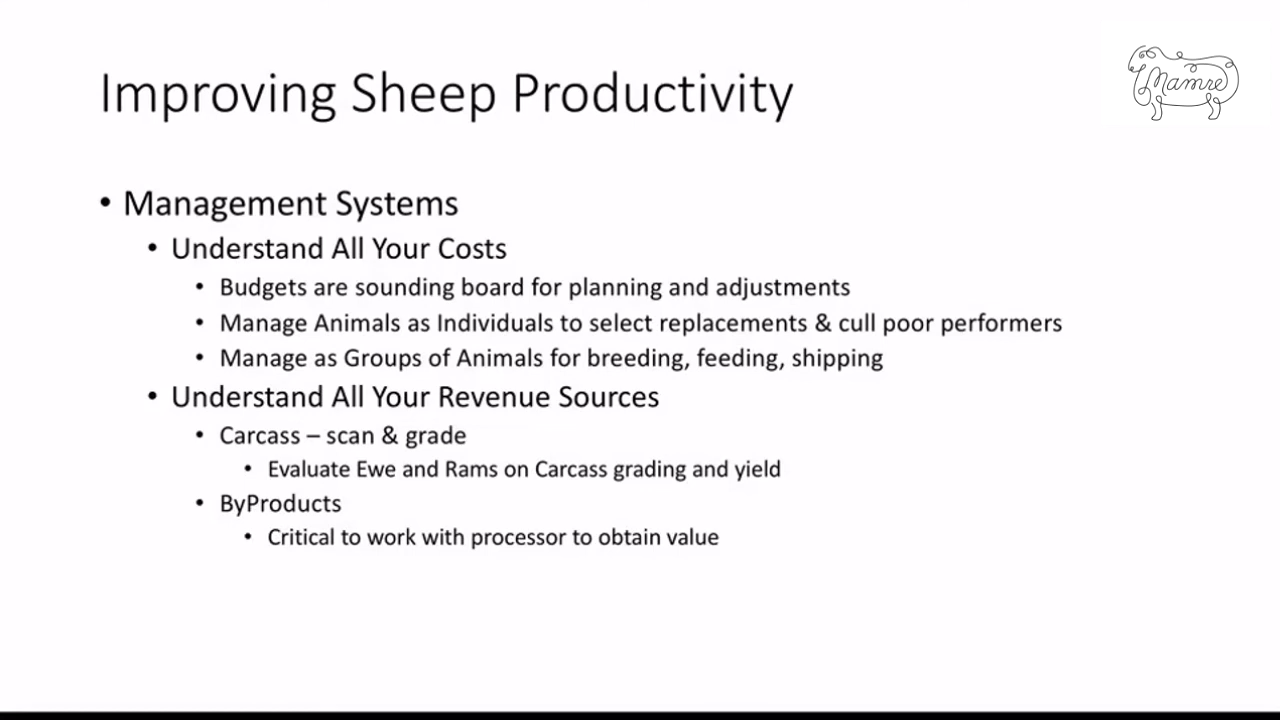 Mamre
Improving Sheep Productivity
• Management Systems
• Understand All Your Costs
• Budgets are sounding board for planning and adjustments
• Manage Animals as Individuals to select replacements & cull poor performers
• Manage as Groups of Animals for breeding, feeding, shipping
• Understand All Your Revenue Sources
• Carcass – scan & grade
• Evaluate Ewe and Rams on Carcass grading and yield
• ByProducts
• Critical to work with processor to obtain value